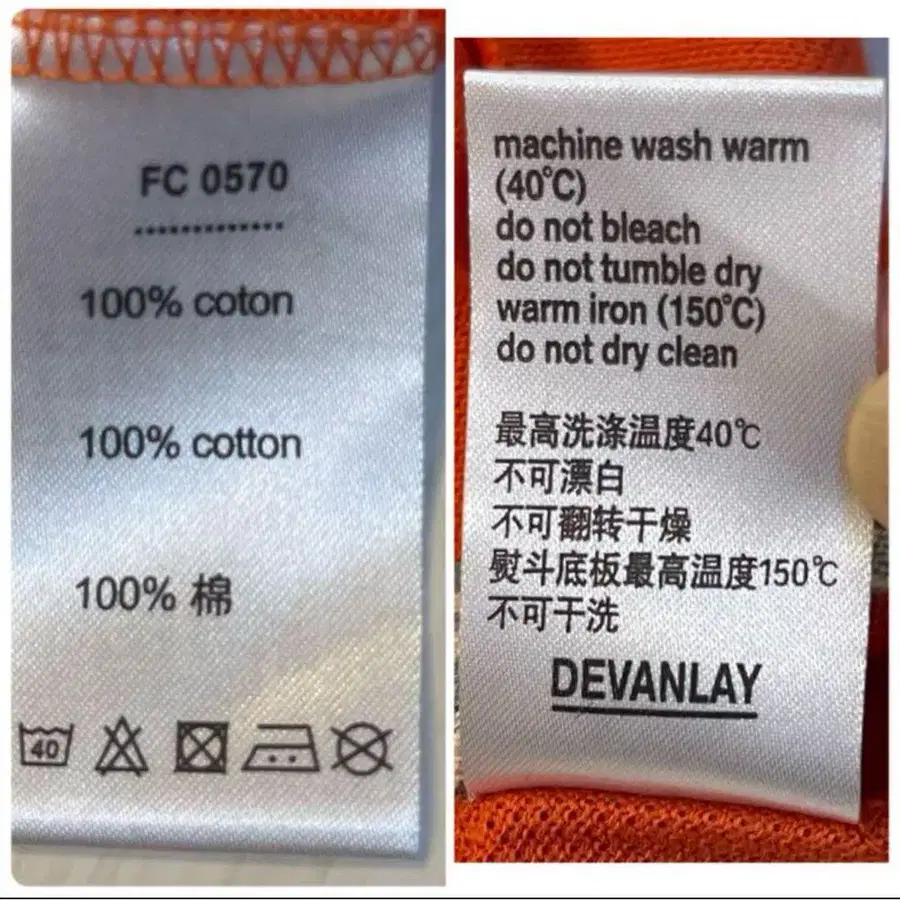 FC 0570
100% coton
100% cotton
100% 棉
40
machine wash warm
(40°C)
do not bleach
do not tumble dry
warm iron (150°C)
do not dry clean
最高洗涤温度40℃
不可漂白
不可翻转干燥
熨斗底板最高温度150℃
不可干洗
DEVANLAY